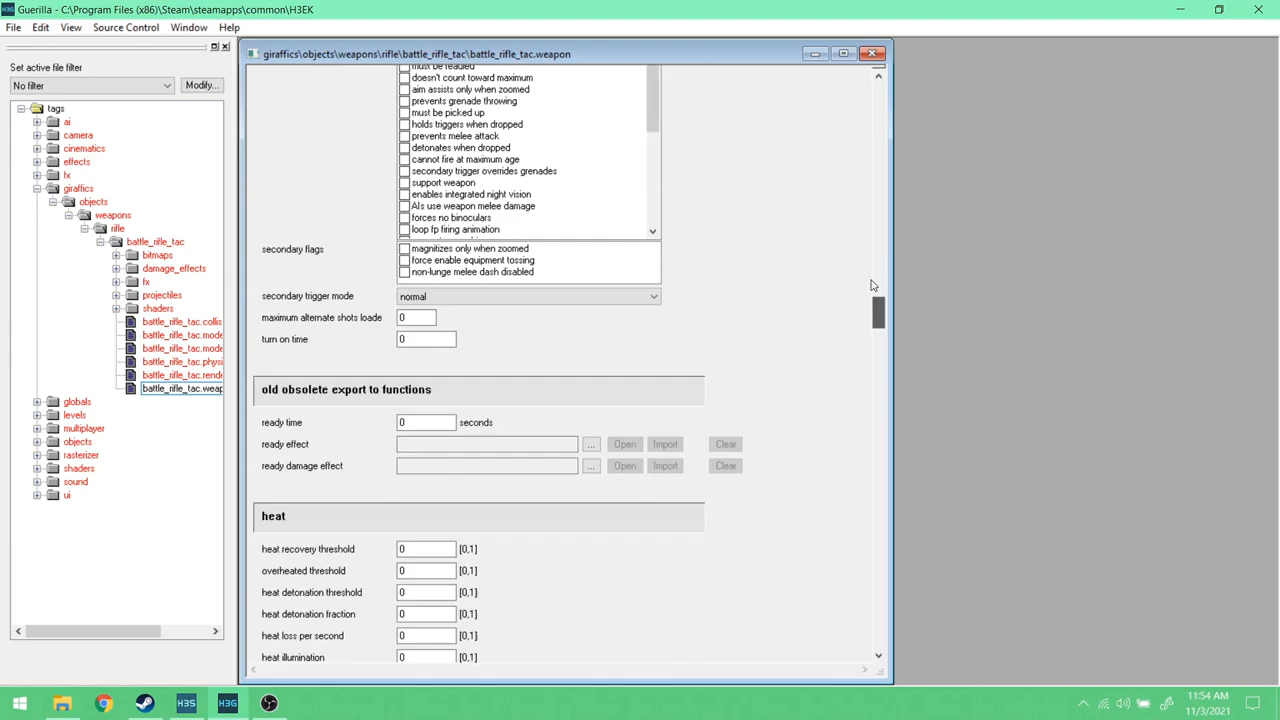 Guerilla - C:\Program Files (x86)\Steam\steamapps\common\H3EK
File Edit View Source Control Window Help
Set active file filter
No filter
Modify...
tags
ai
camera
cinematics
effects
fx
giraffics
objects
weapons
rifle
battle_rifle_tac
bitmaps
damage_effects
fx
projectiles
shaders
battle_rifle_tac.collis
battle_rifle_tac.mode
battle_rifle_tac.mode
battle_rifle_tac.physi
battle_rifle_tac.rende
battle_rifle_tac.weap
globals
levels
multiplayer
objects
rasterizer
shaders
sound
ui
giraffics\objects\weapons\rifle\battle_rifle_tac\battle_rifle_tac.weapon
must be readied
doesn't count toward maximum
aim assists only when zoomed
prevents grenade throwing
must be picked up
holds triggers when dropped
prevents melee attack
detonates when dropped
cannot fire at maximum age
secondary trigger overrides grenades
support weapon
enables integrated night vision
AIs use weapon melee damage
forces no binoculars
loop fp firing animation
secondary flags
magnitizes only when zoomed
force enable equipment tossing
non-lunge melee dash disabled
secondary trigger mode normal
maximum alternate shots loade 0
turn on time 0
old obsolete export to functions
ready time 0 seconds
ready effect ... Open Import Clear
ready damage effect ... Open Import Clear
heat
heat recovery threshold 0 [0,1]
overheated threshold 0 [0,1]
heat detonation threshold 0 [0,1]
heat detonation fraction 0 [0,1]
heat loss per second 0 [0,1]
heat illumination 0 [0,1]
H3S
H3G
11:54 AM
11/3/2021